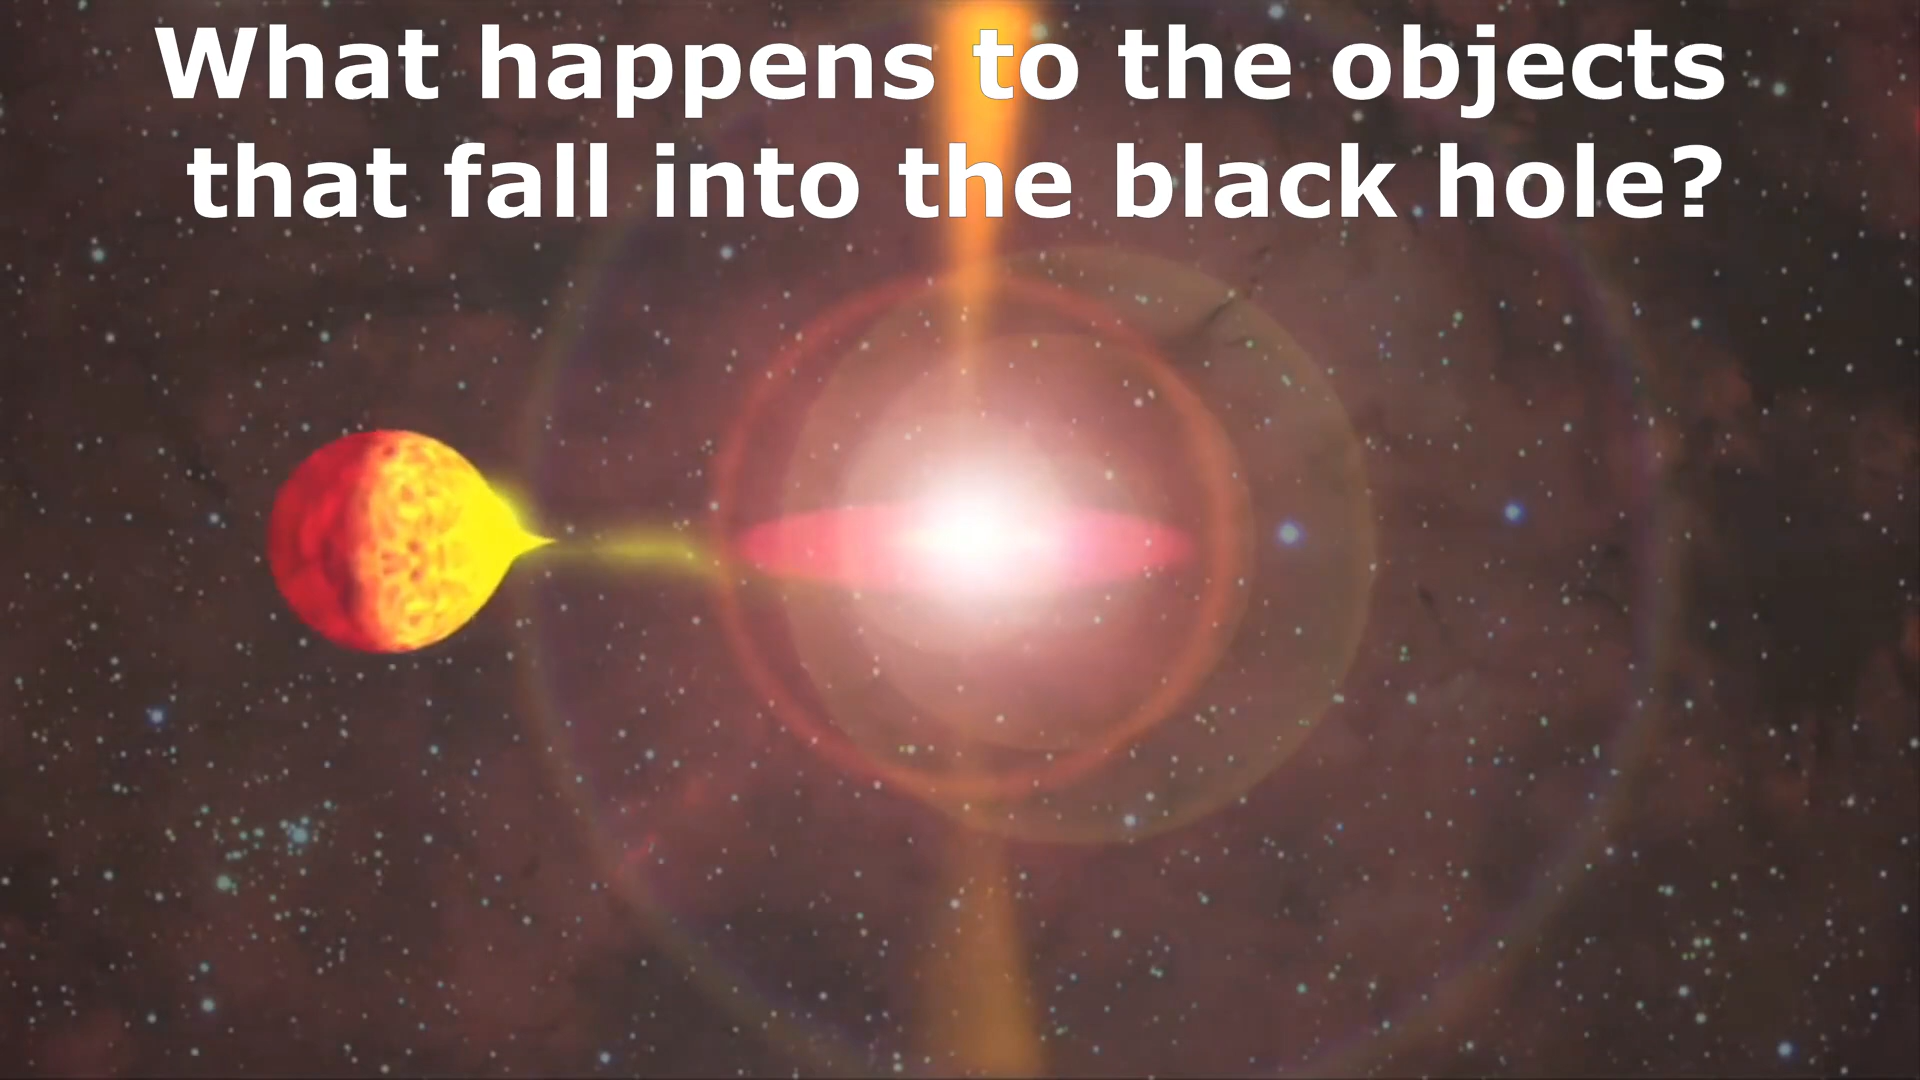 What happens to the objects
that fall into the black hole?